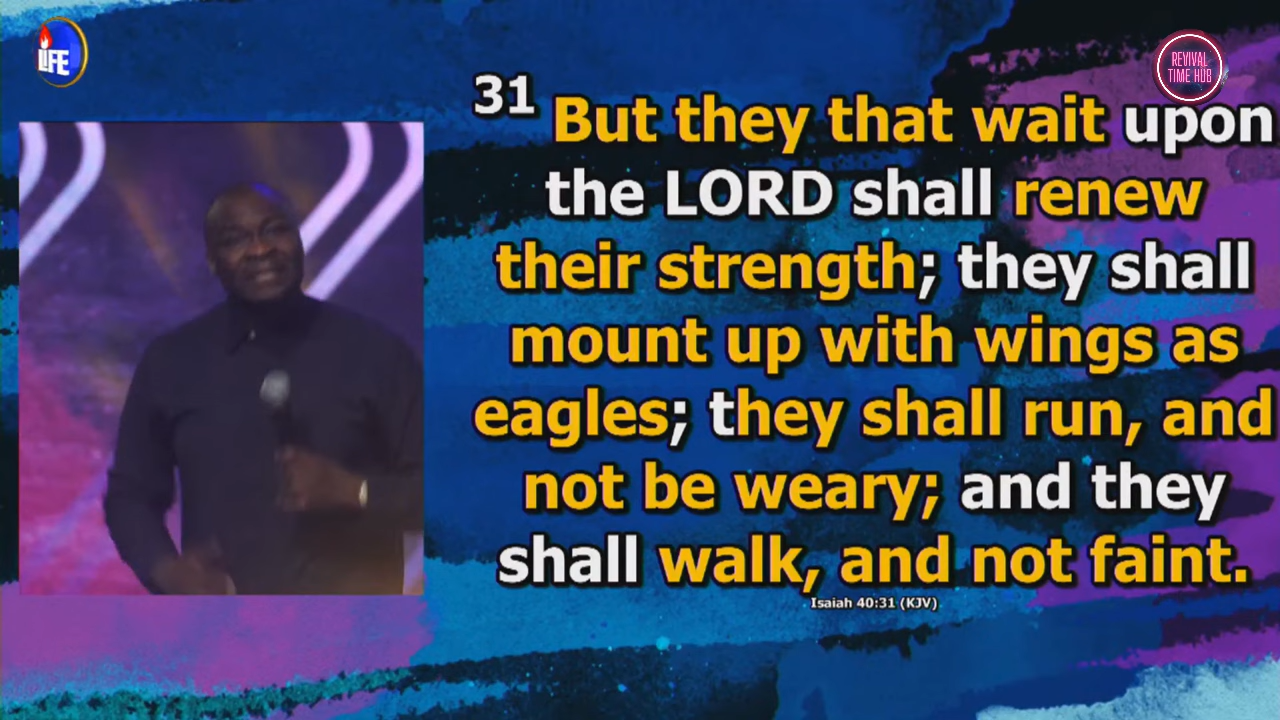 LIFE
REVIVAL
TIME HUB
31 But they that wait upon
the LORD shall renew
their strength; they shall
mount up with wings as
eagles; they shall run, and
not be weary; and they
shall walk, and not faint.
Isaiah 40:31 (KJV)